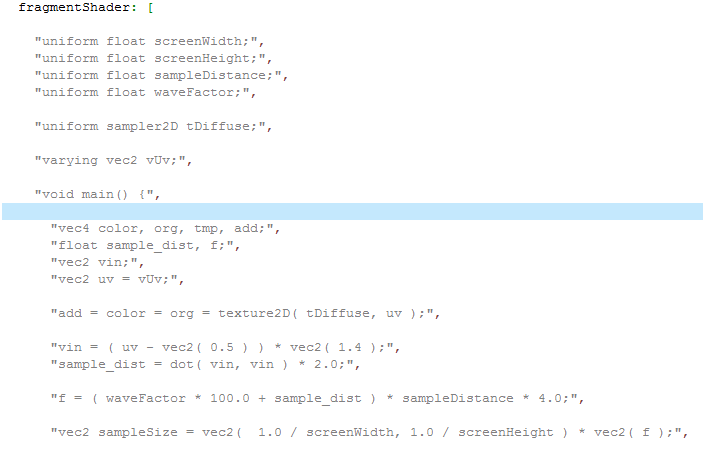 fragmentShader: [
"uniform float screenWidth;",
"uniform float screenHeight;",
"uniform float sampleDistance;",
"uniform float waveFactor;",
"uniform sampler2D tDiffuse;",
"varying vec2 vUv;",
"void main() {",
"vec4 color, org, tmp, add;",
"float sample_dist, f;",
"vec2 vin;",
"vec2 uv = vUv;",
"add = color = org = texture2D( tDiffuse, uv );",
"vin = ( uv - vec2( 0.5 ) ) * vec2( 1.4 );",
"sample_dist = dot( vin, vin ) * 2.0;",
"f = ( waveFactor * 100.0 + sample_dist ) * sampleDistance * 4.0;",
"vec2 sampleSize = vec2(  1.0 / screenWidth, 1.0 / screenHeight ) * vec2( f );",